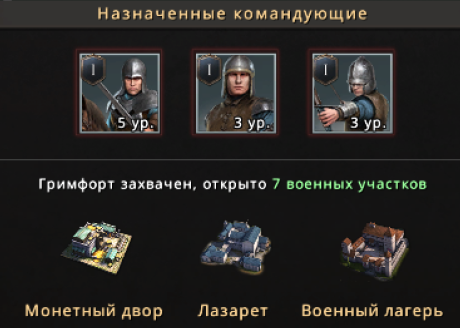 Назначенные командующие
I I I
5 ур. 3 ур. 3 ур.
Гримфорт захвачен, открыто 7 военных участков
Монетный двор Лазарет Военный лагерь